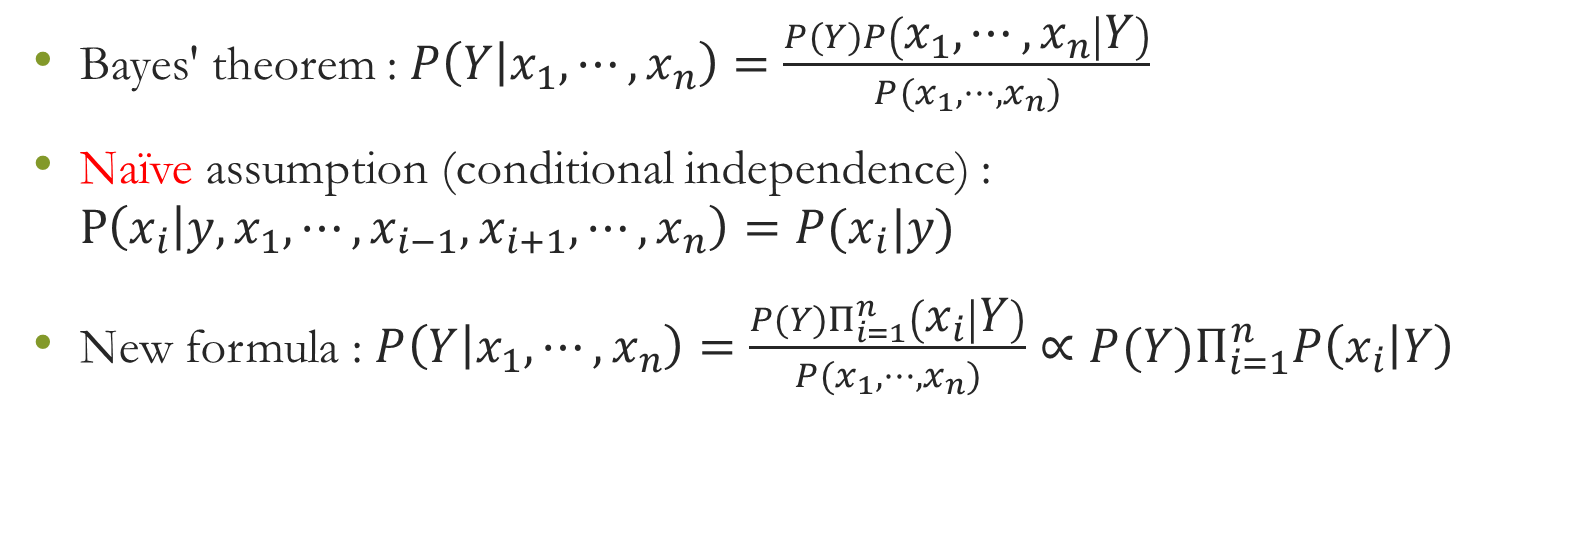 • Bayes' theorem : P(Y|x₁,⋯,xₙ) = P(Y)P(x₁,⋯,xₙ|Y) / P(x₁,⋯,xₙ)
• Naïve assumption (conditional independence) :
P(xᵢ|y, x₁,⋯,xᵢ₋₁, xᵢ₊₁,⋯,xₙ) = P(xᵢ|y)
• New formula : P(Y|x₁,⋯,xₙ) = P(Y)Πⁿᵢ₌₁(xᵢ|Y) / P(x₁,⋯,xₙ) ∝ P(Y)Πⁿᵢ₌₁P(xᵢ|Y)